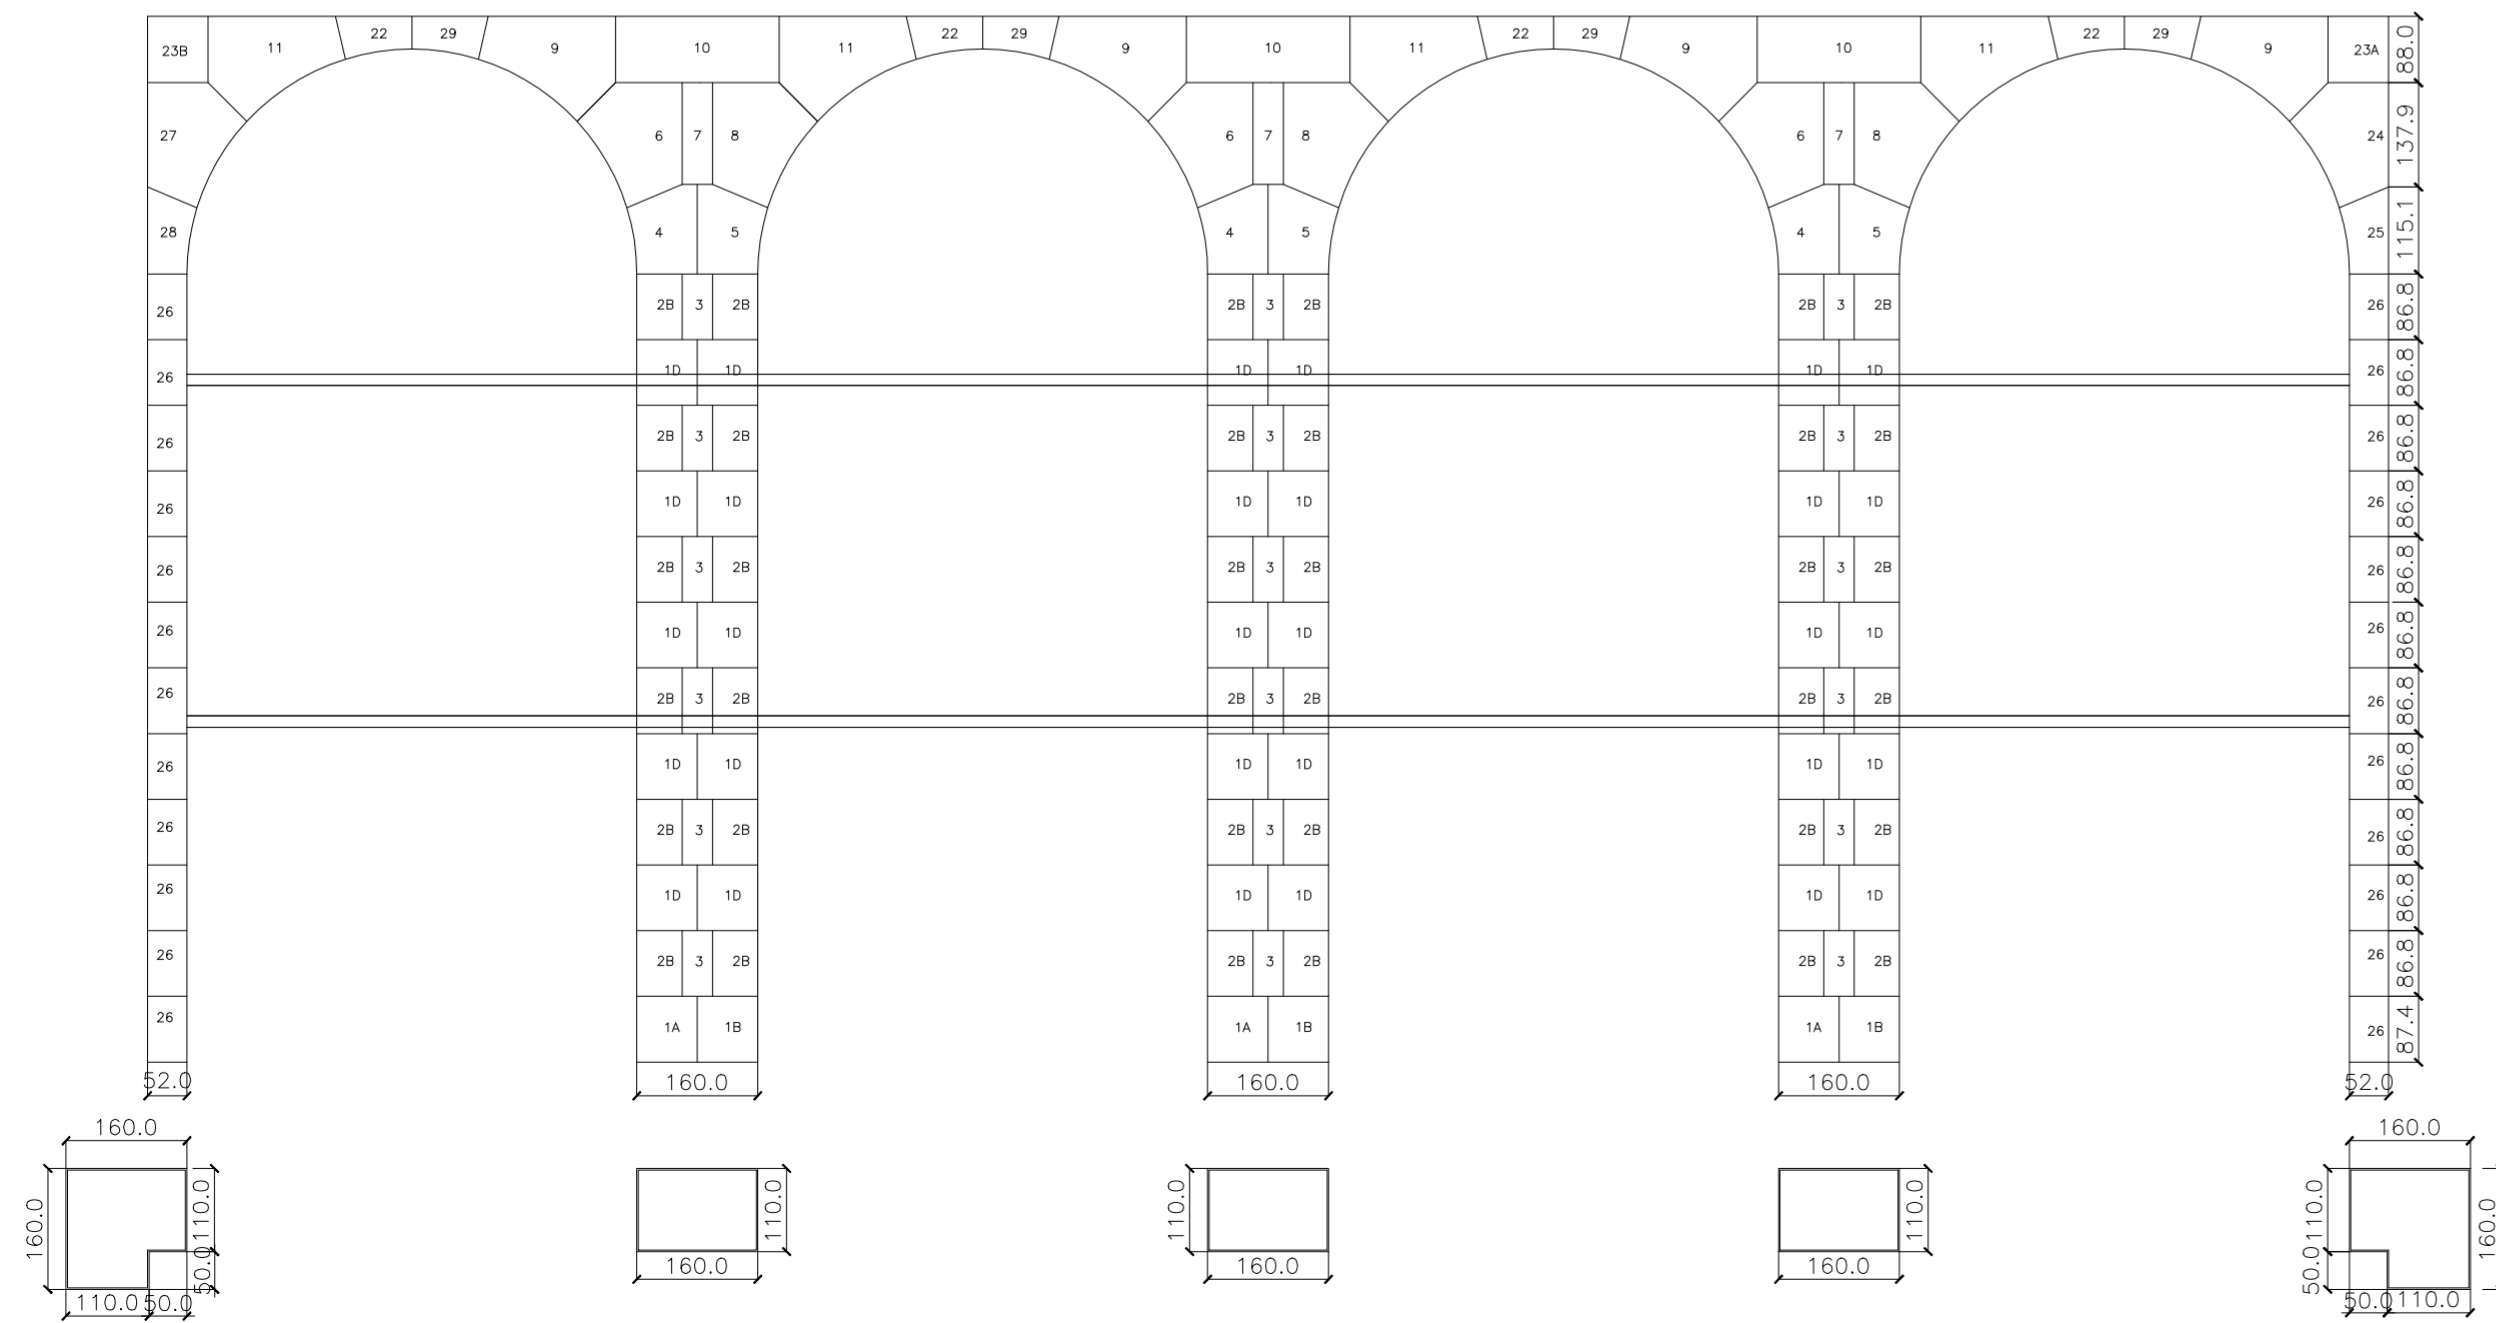 23B 11 22 29 9 10 11 22 29 9 10 11 22 29 9 10 11 22 29 9 23A 88.0
27 6 7 8 6 7 8 6 7 8 24 137.9
28 4 5 4 5 4 5 25 115.1
26 2B 3 2B 2B 3 2B 2B 3 2B 26 86.8
26 1D 1D 1D 1D 1D 1D 26 86.8
26 2B 3 2B 2B 3 2B 2B 3 2B 26 86.8
26 1D 1D 1D 1D 1D 1D 26 86.8
26 2B 3 2B 2B 3 2B 2B 3 2B 26 86.8
26 1D 1D 1D 1D 1D 1D 26 86.8
26 2B 3 2B 2B 3 2B 2B 3 2B 26 86.8
26 1D 1D 1D 1D 1D 1D 26 86.8
26 2B 3 2B 2B 3 2B 2B 3 2B 26 86.8
26 1D 1D 1D 1D 1D 1D 26 86.8
26 2B 3 2B 2B 3 2B 2B 3 2B 26 86.8
26 1A 1B 1A 1B 1A 1B 26 87.4
52.0 160.0 160.0 160.0 52.0
160.0 160.0
160.0 110.0 110.0 110.0 110.0 110.0 160.0
50.0 160.0 160.0 160.0 50.0
110.0 50.0 50.0 110.0